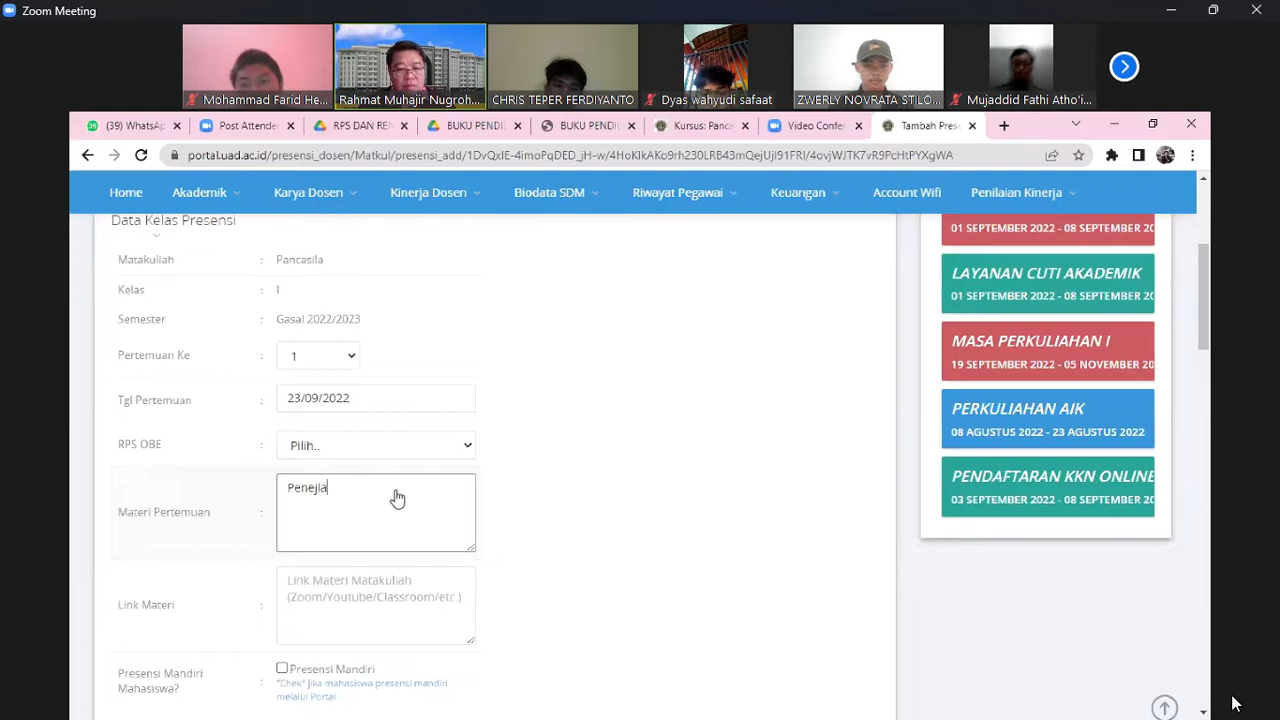 Zoom Meeting
Mohammad Farid He...
Rahmat Muhajir Nugroh...
CHRIS TEPER FERDIYANTO
Dyas wahyudi safaat
ZWERLY NOVRATA STILO...
Mujaddid Fathi Atho'i...
(39) WhatsA
Post Attende
RPS DAN RE
BUKU PENDI
BUKU PENDI
Kursus: Panca
Video Confer
Tambah Pres
portal.uad.ac.id/presensi_dosen/Matkul/presensi_add/1DvQxIE-4imoPqDED_jH-w/4HoKIkAKo9rh230LRB43mQejUjI91FRI/4ovjWJTK7vR9PcHtPYXgWA
Home
Akademik
Karya Dosen
Kinerja Dosen
Biodata SDM
Riwayat Pegawai
Keuangan
Account Wifi
Penilaian Kinerja
Data Kelas Presensi
Matakuliah : Pancasila
Kelas : I
Semester : Gasal 2022/2023
Pertemuan Ke : 1
Tgl Pertemuan : 23/09/2022
RPS OBE : Pilih..
Materi Pertemuan : Penejla
Link Materi : Link Materi Matakuliah
(Zoom/Youtube/Classroom/etc.)
Presensi Mandiri
Mahasiswa? : Presensi Mandiri
"Chek" jika mahasiswa presensi mandiri
melalui Portal
01 SEPTEMBER 2022 - 08 SEPTEMBER 20
LAYANAN CUTI AKADEMIK
01 SEPTEMBER 2022 - 08 SEPTEMBER 20
MASA PERKULIAHAN I
19 SEPTEMBER 2022 - 05 NOVEMBER 20
PERKULIAHAN AIK
08 AGUSTUS 2022 - 23 AGUSTUS 2022
PENDAFTARAN KKN ONLINE
03 SEPTEMBER 2022 - 08 SEPTEMBER 20